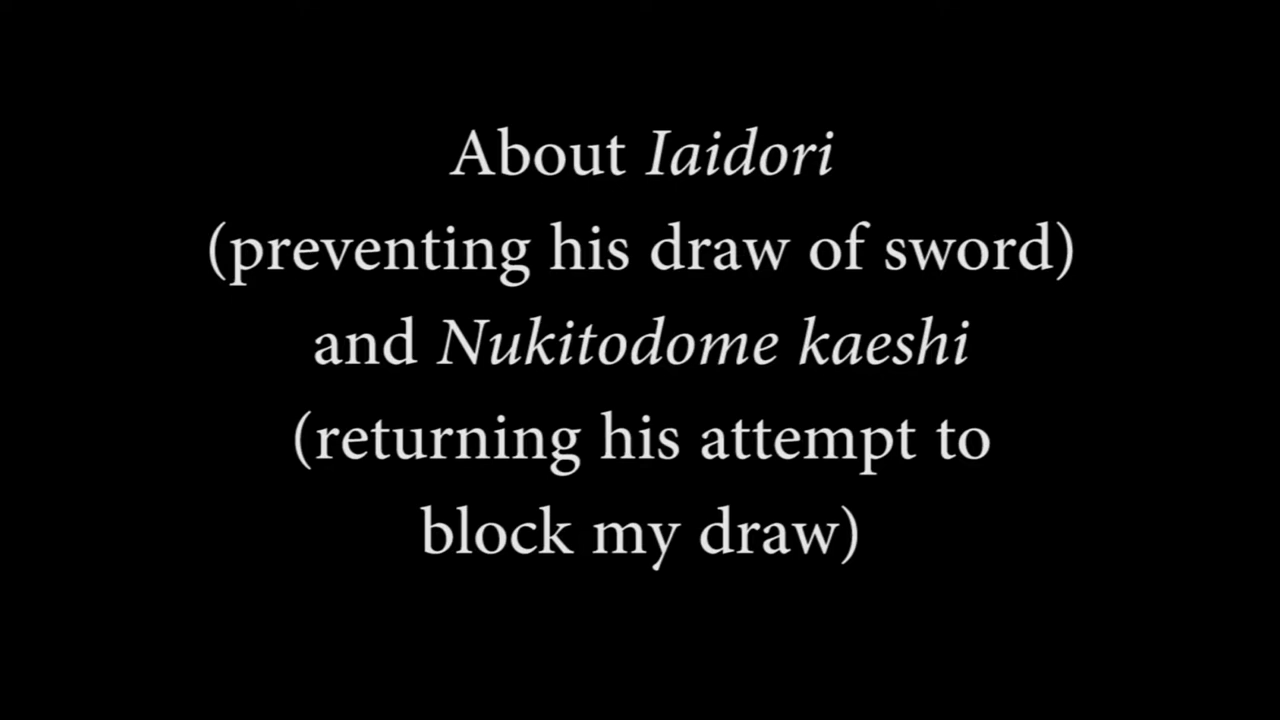 About Iaidori
(preventing his draw of sword)
and Nukitodome kaeshi
(returning his attempt to
block my draw)